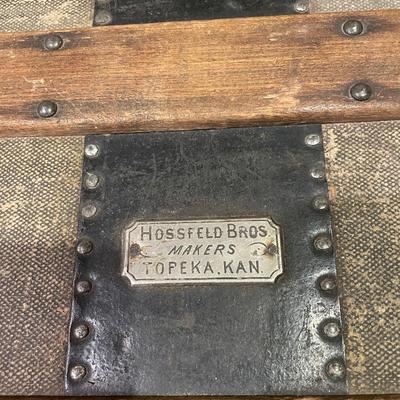 HOSSFELD BROS
MAKERS
TOPEKA, KAN.